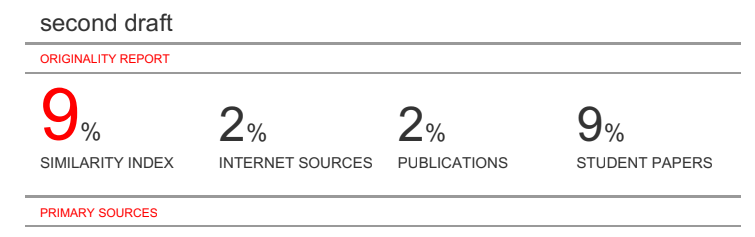 second draft
ORIGINALITY REPORT
9% 2% 2% 9%
SIMILARITY INDEX INTERNET SOURCES PUBLICATIONS STUDENT PAPERS
PRIMARY SOURCES